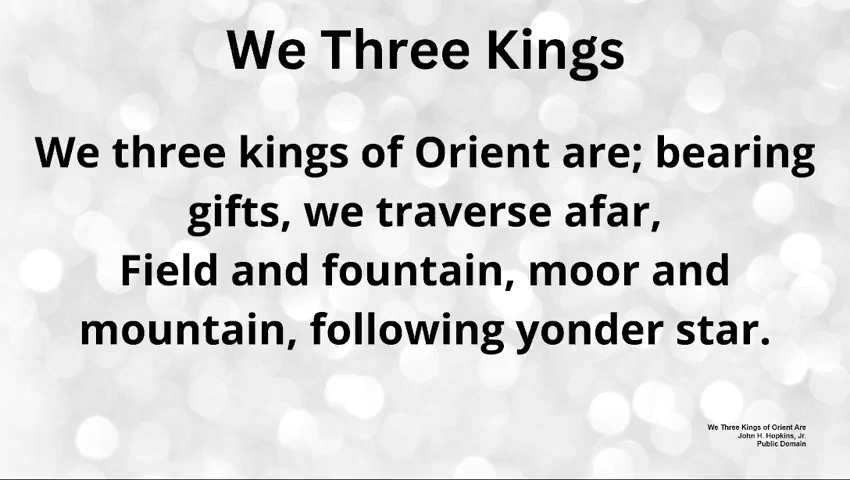 We Three Kings
We three kings of Orient are; bearing
gifts, we traverse afar,
Field and fountain, moor and
mountain, following yonder star.
We Three Kings of Orient Are
John H. Hopkins, Jr.
Public Domain